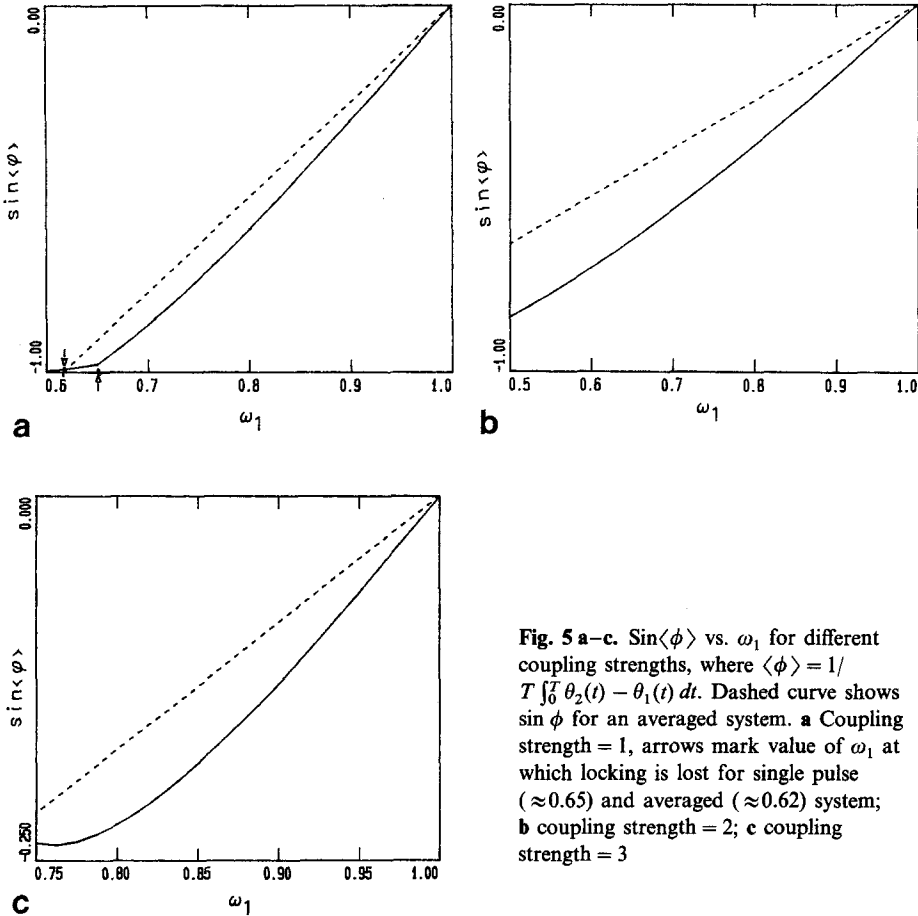 0.00
sin<φ>
-1.00
0.6 0.7 0.8 0.9 1.0
ω₁
a
0.00
sin<φ>
-1.00
0.5 0.6 0.7 0.8 0.9 1.0
ω₁
b
0.000
sin<φ>
-0.250
0.75 0.80 0.85 0.90 0.95 1.00
ω₁
c
Fig. 5 a–c. Sin⟨ϕ⟩ vs. ω₁ for different
coupling strengths, where ⟨ϕ⟩ = 1/
T ∫₀ᵀ θ₂(t) − θ₁(t) dt. Dashed curve shows
sin ϕ for an averaged system. a Coupling
strength = 1, arrows mark value of ω₁ at
which locking is lost for single pulse
(≈0.65) and averaged (≈0.62) system;
b coupling strength = 2; c coupling
strength = 3